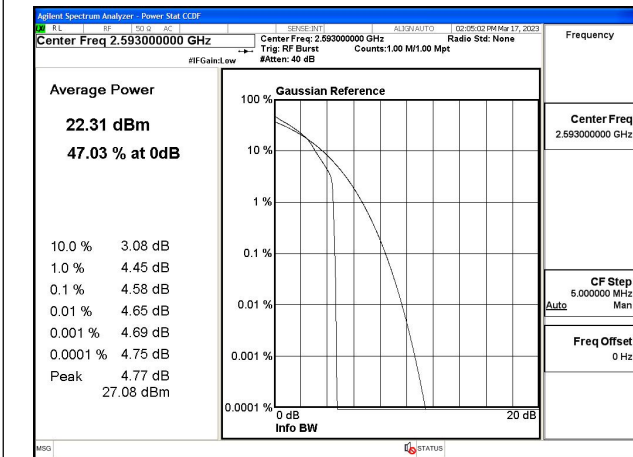 Agilent Spectrum Analyzer - Power Stat CCDF
RL RF 50 Ω AC SENSE:INT ALIGNAUTO 02:05:02 PM Mar 17, 2023
Center Freq 2.593000000 GHz
Center Freq: 2.593000000 GHz Radio Std: None
Trig: RF Burst Counts:1.00 M/1.00 Mpt
#IFGain:Low #Atten: 40 dB
Frequency
Average Power
22.31 dBm
47.03 % at 0dB
10.0 % 3.08 dB
1.0 % 4.45 dB
0.1 % 4.58 dB
0.01 % 4.65 dB
0.001 % 4.69 dB
0.0001 % 4.75 dB
Peak 4.77 dB
27.08 dBm
Gaussian Reference
100 %
10 %
1 %
0.1 %
0.01 %
0.001 %
0.0001 %
0 dB 20 dB
Info BW
Center Freq
2.593000000 GHz
CF Step
5.000000 MHz
Auto Man
Freq Offset
0 Hz
MSG STATUS